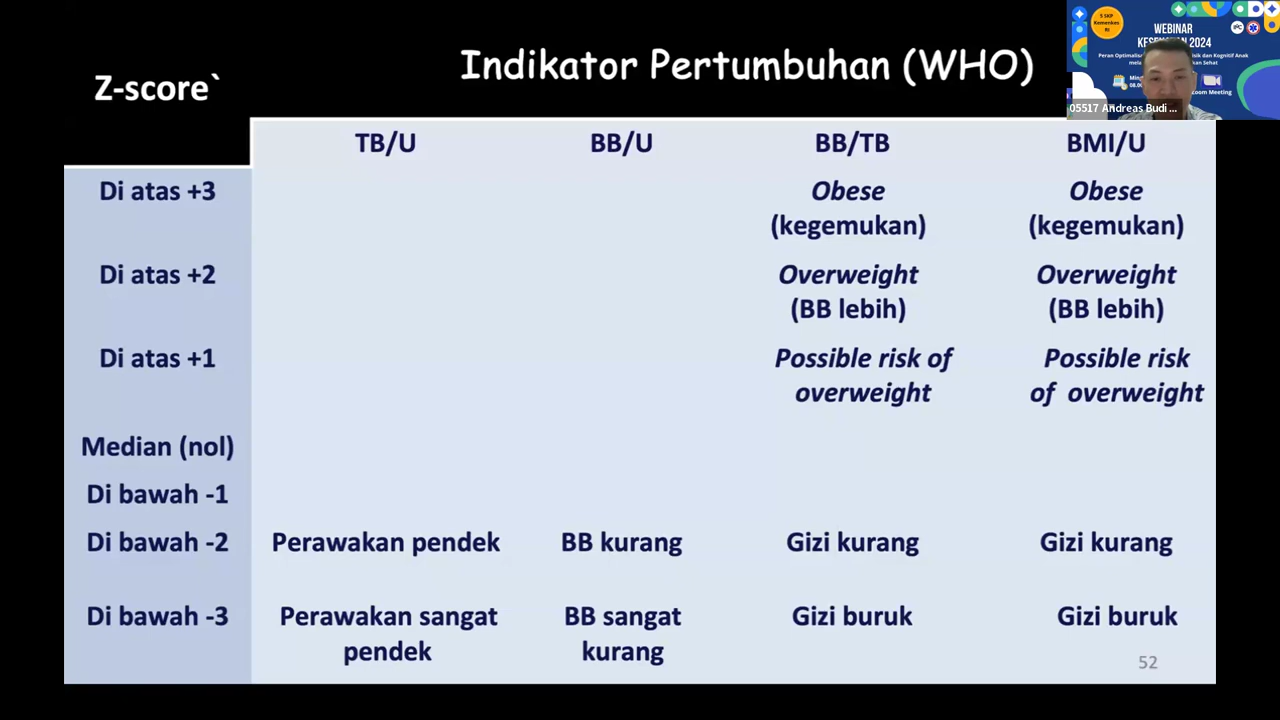 Z-score`
Indikator Pertumbuhan (WHO)
TB/U BB/U BB/TB BMI/U
Di atas +3 Obese Obese
(kegemukan) (kegemukan)
Di atas +2 Overweight Overweight
(BB lebih) (BB lebih)
Di atas +1 Possible risk of Possible risk
overweight of overweight
Median (nol)
Di bawah -1
Di bawah -2 Perawakan pendek BB kurang Gizi kurang Gizi kurang
Di bawah -3 Perawakan sangat BB sangat Gizi buruk Gizi buruk
pendek kurang
52
5 SKP
Kemenkes
WEBINAR
2024
05517 Andreas Budi ...